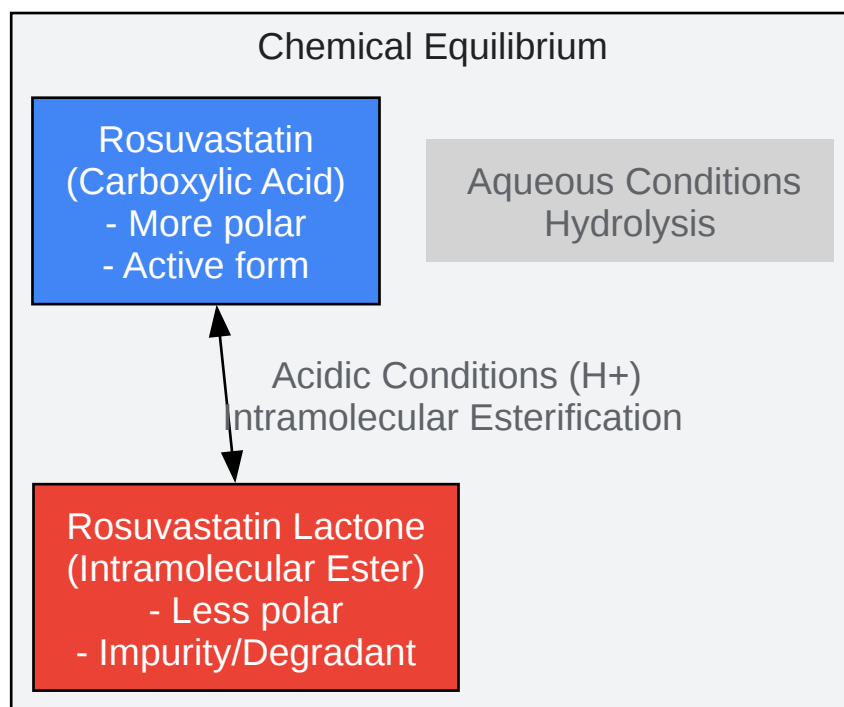 Chemical Equilibrium
Rosuvastatin
(Carboxylic Acid)
- More polar
- Active form
Aqueous Conditions
Hydrolysis
Acidic Conditions (H+)
Intramolecular Esterification
Rosuvastatin Lactone
(Intramolecular Ester)
- Less polar
- Impurity/Degradant